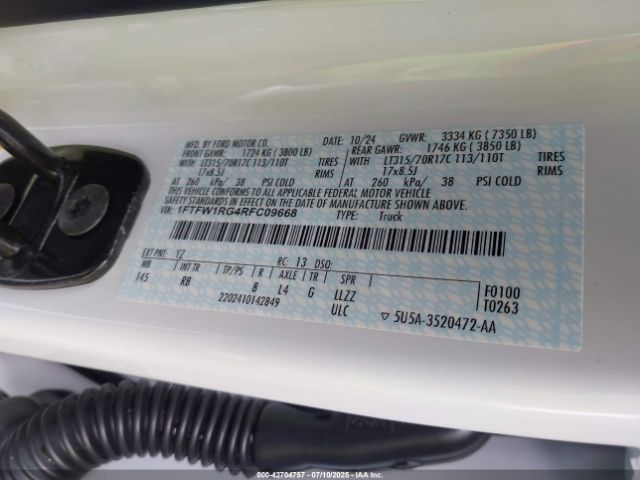 MFD. BY FORD MOTOR CO. DATE: 10/24 GVWR: 3334 KG ( 7350 LB)
FRONT GAWR: 1724 KG ( 3800 LB) REAR GAWR: 1746 KG ( 3850 LB)
LT315/70R17C 113/110T TIRES LT315/70R17C 113/110T TIRES
17x8.5J RIMS 17x8.5J RIMS
AT 260 kPa/ 38 PSI COLD AT 260 kPa/ 38 PSI COLD
THIS VEHICLE CONFORMS TO ALL APPLICABLE FEDERAL MOTOR VEHICLE
SAFETY STANDARDS IN EFFECT ON THE DATE OF MANUFACTURE SHOWN ABOVE.
VIN: 1FTFW1RG4RFC09668 TYPE: Truck
EXT PNT: YZ RC: 13 DSO:
WB INT TR TP/PS R AXLE TR SPR F0100
145 RB 8 L4 G LLZZ T0263
2202410142849 ULC ▽ 5U5A-3520472-AA
000-42704757 07/10/2025 IAAI.COM